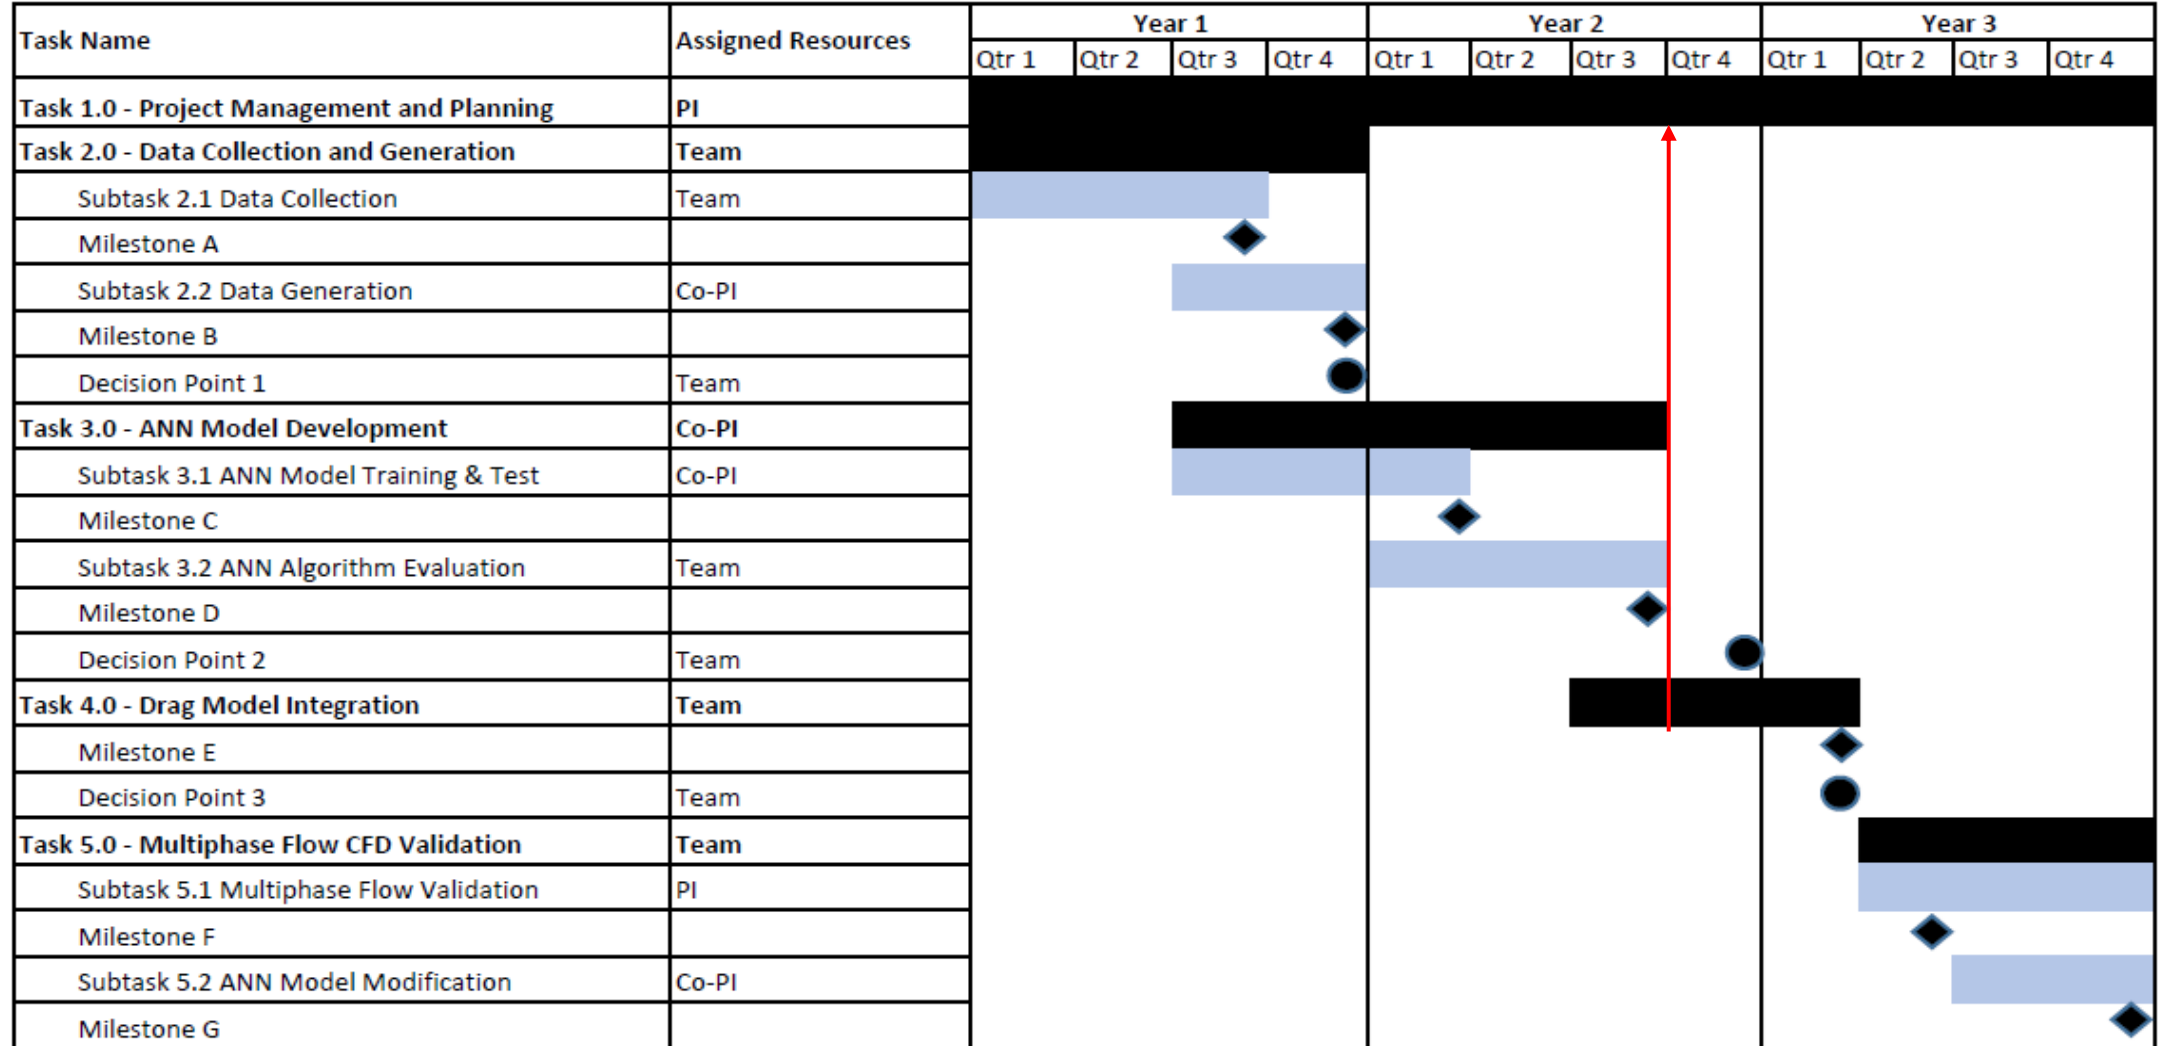 Task Name Assigned Resources Year 1 Year 2 Year 3
Qtr 1 Qtr 2 Qtr 3 Qtr 4 Qtr 1 Qtr 2 Qtr 3 Qtr 4 Qtr 1 Qtr 2 Qtr 3 Qtr 4
Task 1.0 - Project Management and Planning PI
Task 2.0 - Data Collection and Generation Team
Subtask 2.1 Data Collection Team
Milestone A
Subtask 2.2 Data Generation Co-PI
Milestone B
Decision Point 1 Team
Task 3.0 - ANN Model Development Co-PI
Subtask 3.1 ANN Model Training & Test Co-PI
Milestone C
Subtask 3.2 ANN Algorithm Evaluation Team
Milestone D
Decision Point 2 Team
Task 4.0 - Drag Model Integration Team
Milestone E
Decision Point 3 Team
Task 5.0 - Multiphase Flow CFD Validation Team
Subtask 5.1 Multiphase Flow Validation PI
Milestone F
Subtask 5.2 ANN Model Modification Co-PI
Milestone G